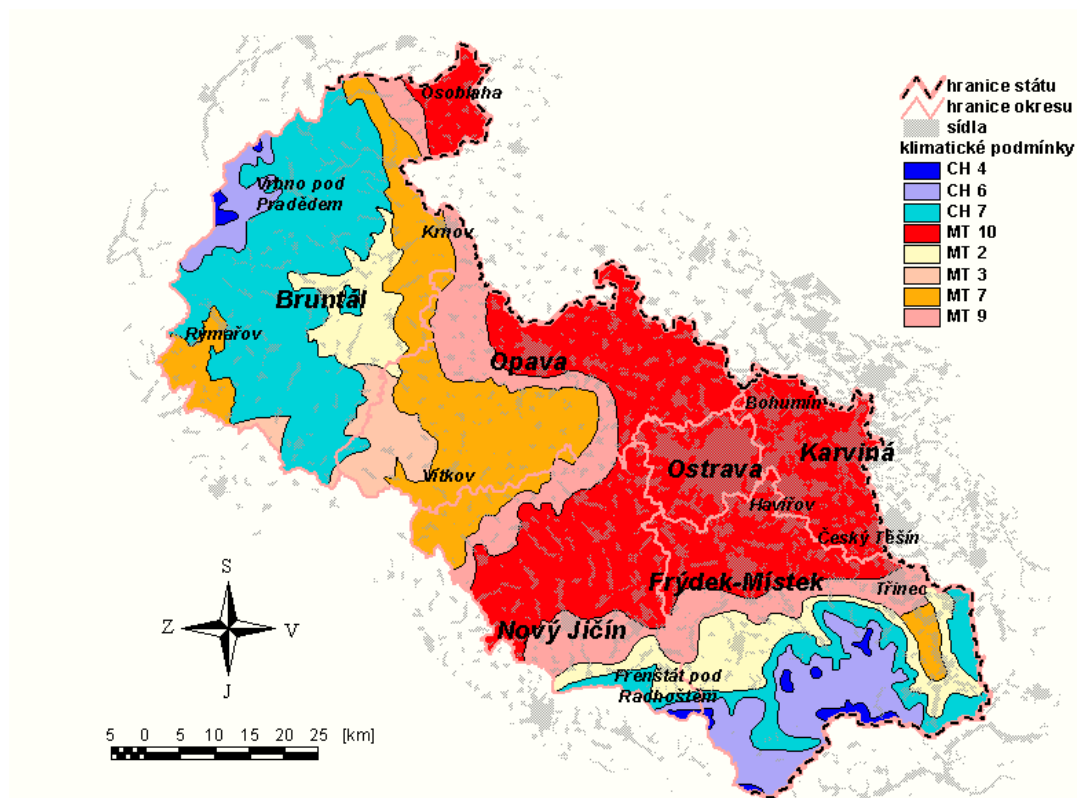 Osoblaha
Vrbno pod
Pradědem
Krnov
Bruntál
Rýmařov
Opava
Bohumín
Karviná
Ostrava
Vítkov
Havířov
Český Těšín
Frýdek-Místek
Třinec
Nový Jičín
Frenštát pod
Radhoštěm
hranice státu
hranice okresu
sídla
klimatické podmínky
CH 4
CH 6
CH 7
MT 10
MT 2
MT 3
MT 7
MT 9
S
Z V
J
5 0 5 10 15 20 25 [km]